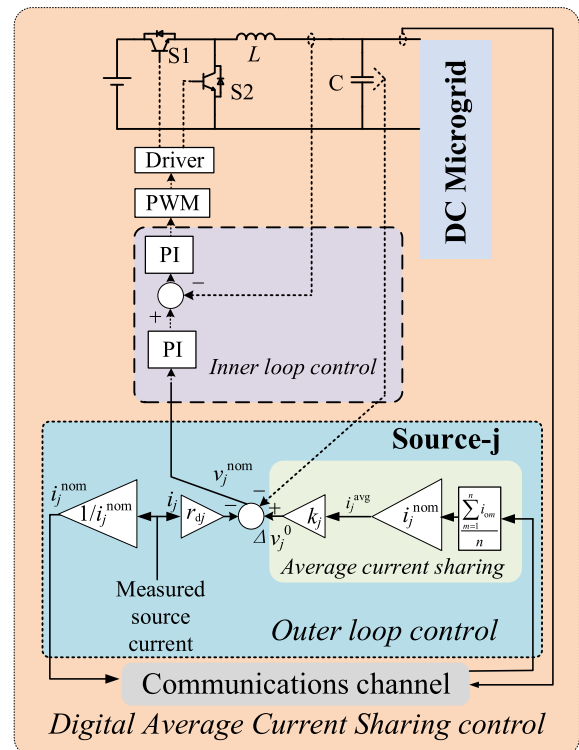 S1
L
S2
C
DC Microgrid
Driver
PWM
PI
−
+
PI
Inner loop control
Source-j
v_j^nom
i_j^nom
1/i_j^nom
i_j
r_dj
−
−
+
Δ v_j^0
k_j
i_j^avg
i_j^nom
∑_{m=1}^{n} i_om / n
Average current sharing
Measured
source
current
Outer loop control
Communications channel
Digital Average Current Sharing control